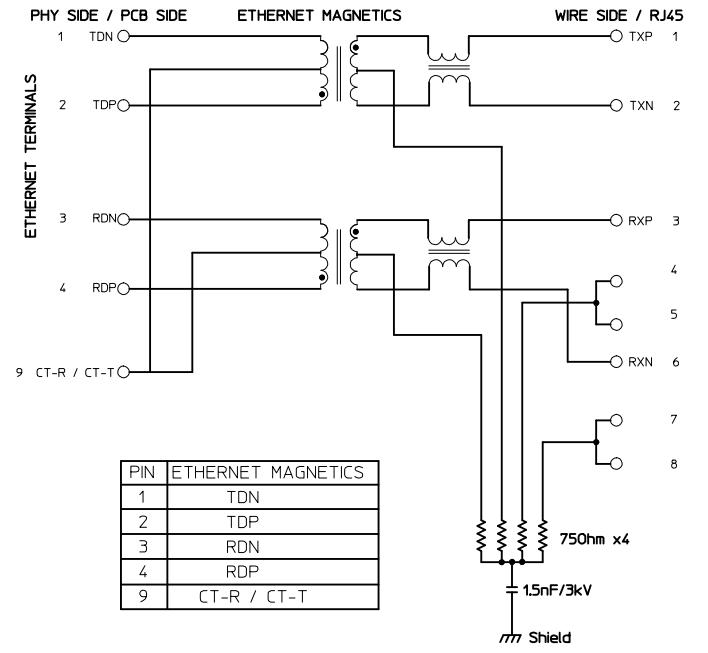 PHY SIDE / PCB SIDE ETHERNET MAGNETICS WIRE SIDE / RJ45
1 TDN TXP 1
ETHERNET TERMINALS
2 TDP TXN 2
3 RDN RXP 3
4
4 RDP
5
RXN 6
9 CT-R / CT-T
7
8
PIN ETHERNET MAGNETICS
1 TDN
2 TDP
3 RDN
4 RDP
9 CT-R / CT-T
75Ohm x4
1.5nF/3kV
Shield